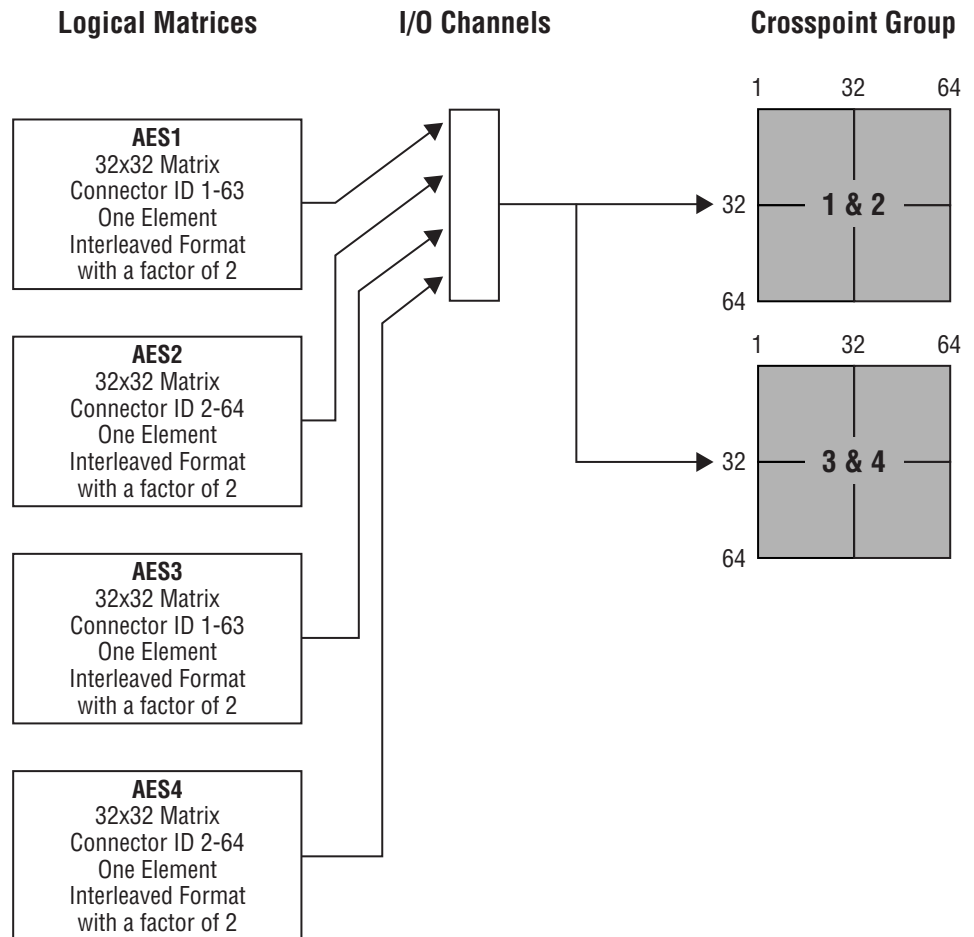 Logical Matrices
I/O Channels
Crosspoint Group
AES1
32x32 Matrix
Connector ID 1-63
One Element
Interleaved Format
with a factor of 2
AES2
32x32 Matrix
Connector ID 2-64
One Element
Interleaved Format
with a factor of 2
AES3
32x32 Matrix
Connector ID 1-63
One Element
Interleaved Format
with a factor of 2
AES4
32x32 Matrix
Connector ID 2-64
One Element
Interleaved Format
with a factor of 2
1 32 64
32
1 & 2
64
1 32 64
32
3 & 4
64